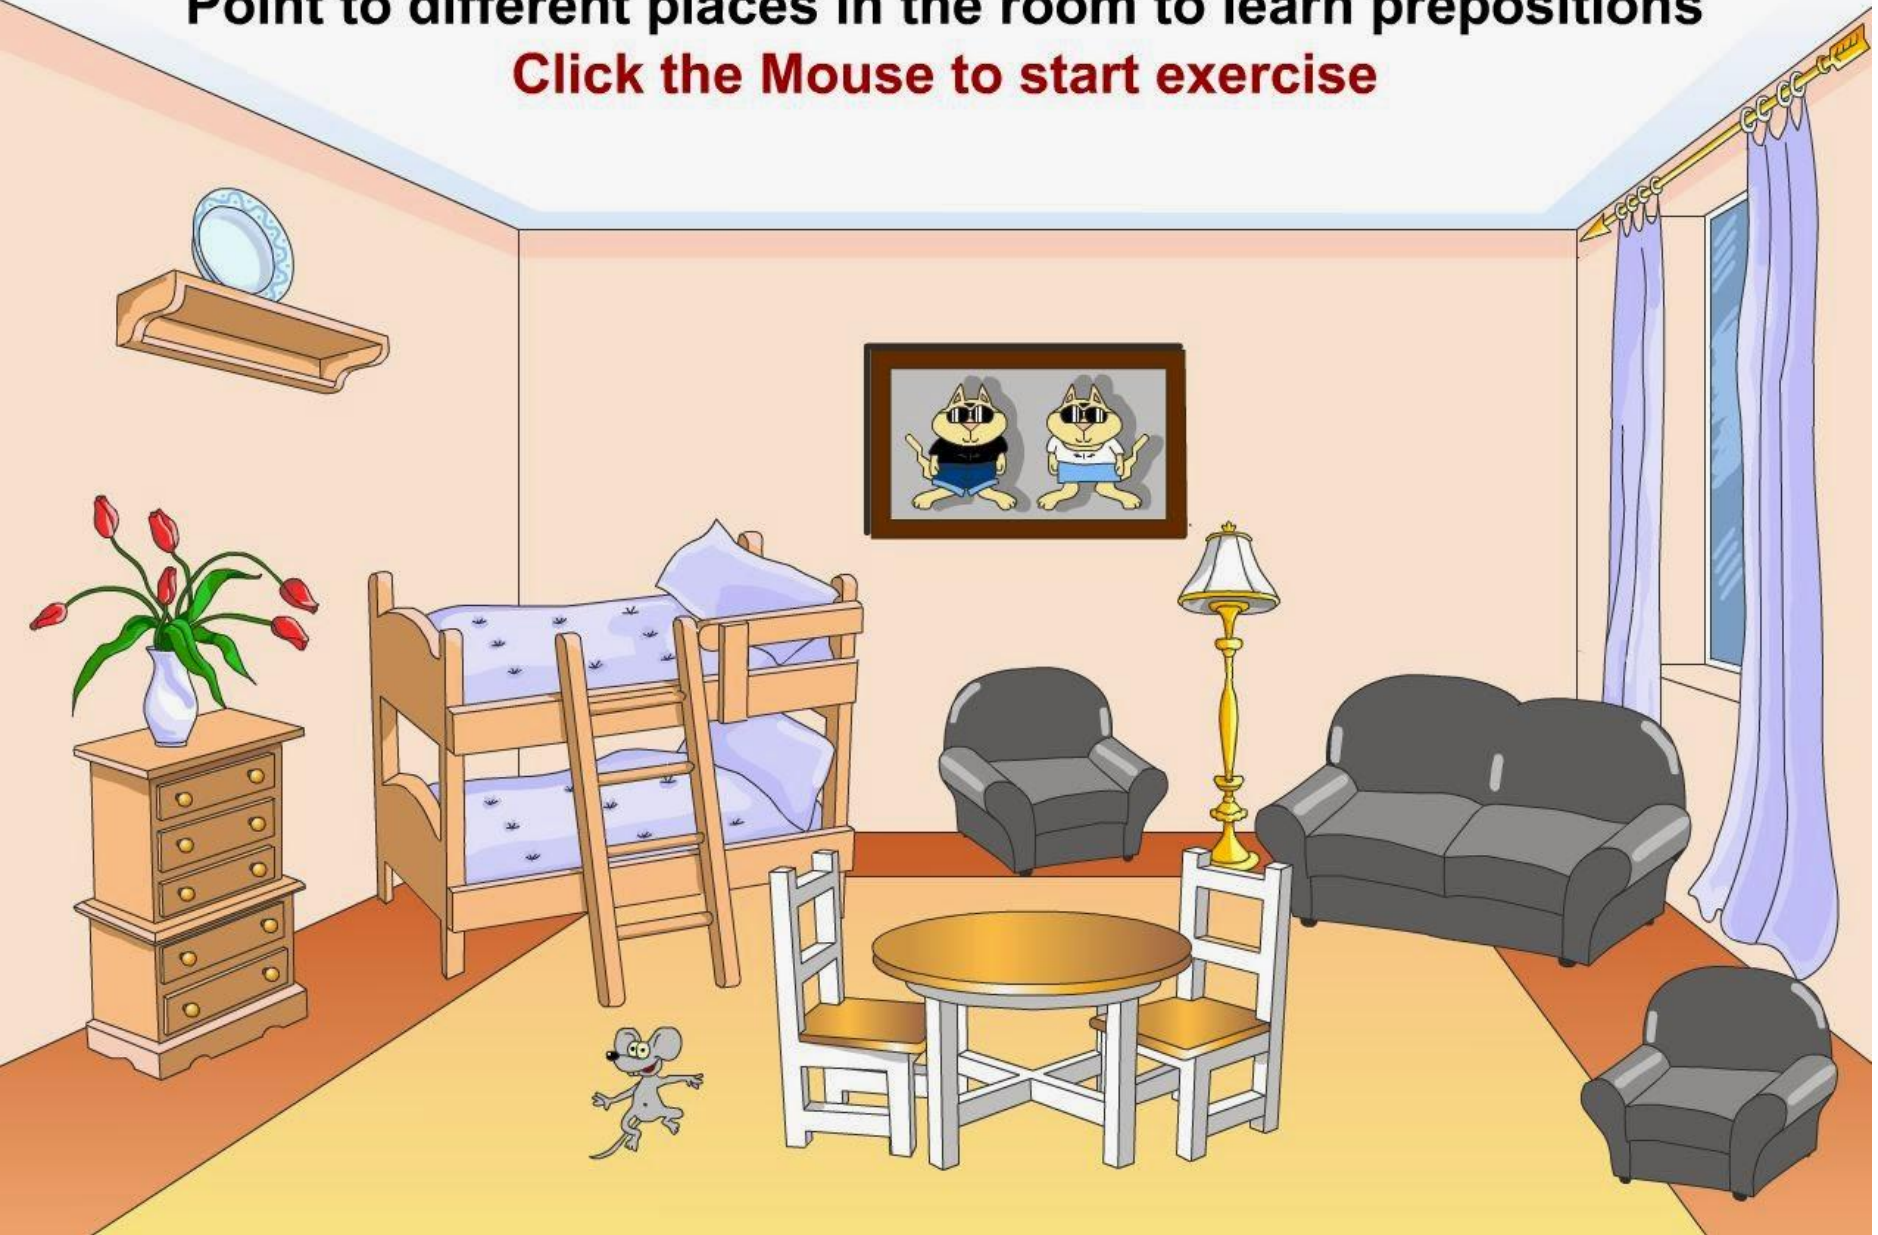 Point to different places in the room to learn prepositions
Click the Mouse to start exercise